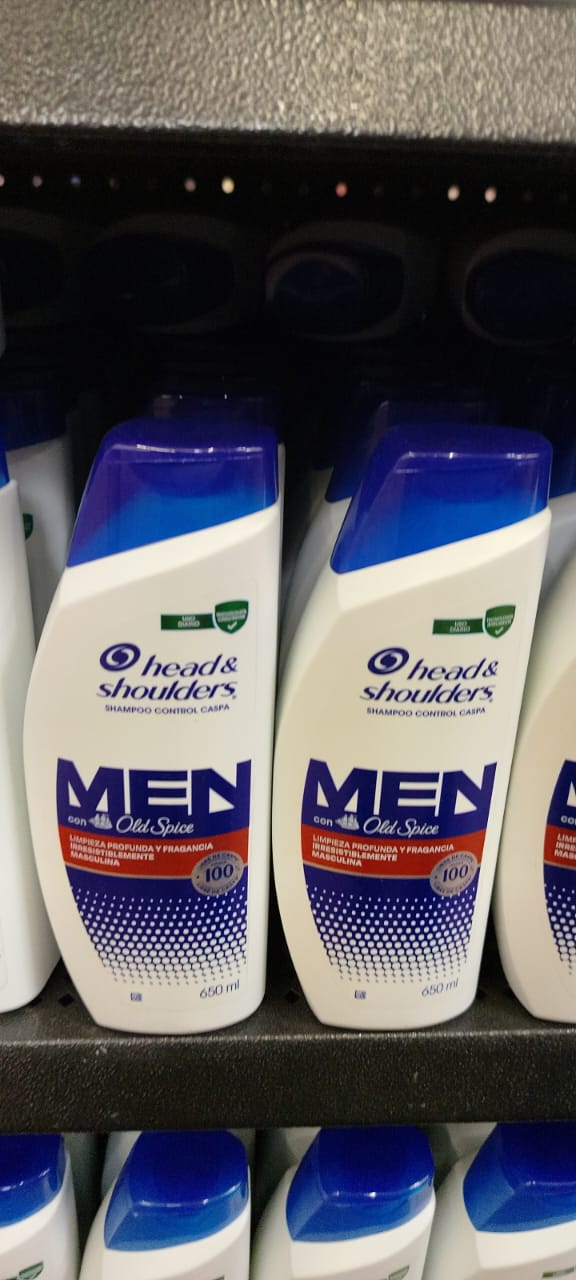 USO
DIARIO
head &
shoulders
SHAMPOO CONTROL CASPA
MEN
con Old Spice
LIMPIEZA PROFUNDA Y FRAGANCIA
IRRESISTIBLEMENTE
MASCULINA
100
650 ml
USO
DIARIO
head &
shoulders
SHAMPOO CONTROL CASPA
MEN
con Old Spice
LIMPIEZA PROFUNDA Y FRAGANCIA
IRRESISTIBLEMENTE
MASCULINA
100
650 ml